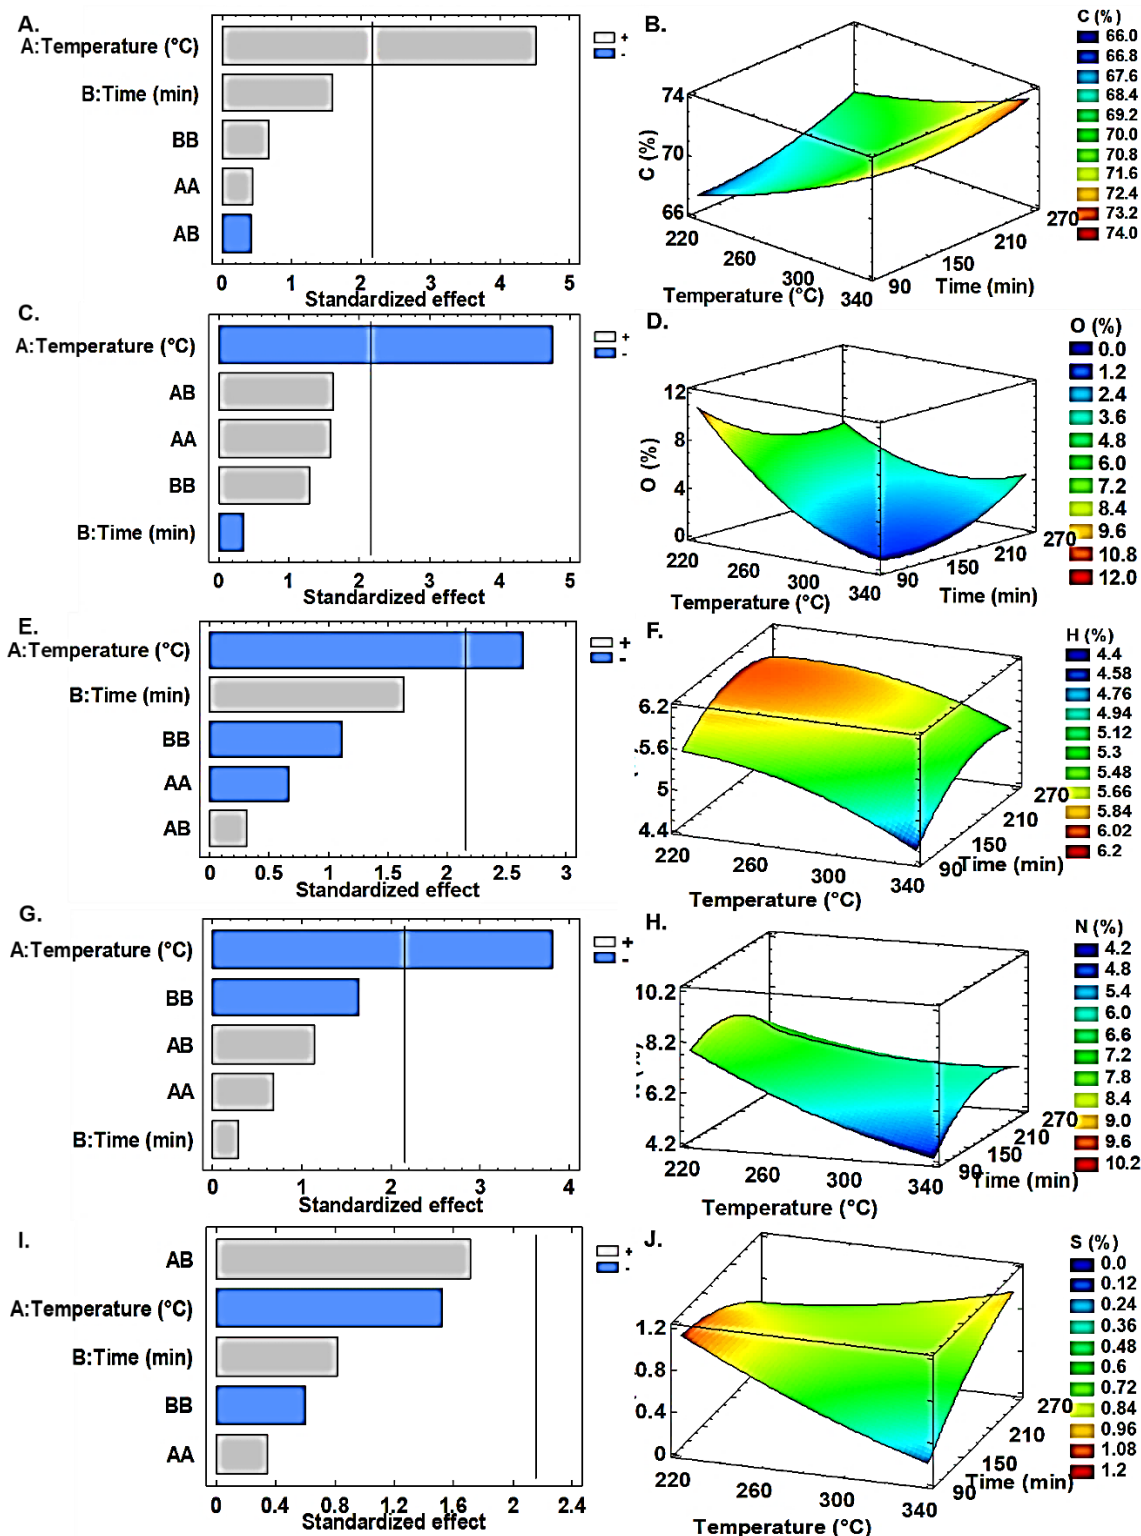 A.
A:Temperature (°C)
B:Time (min)
BB
AA
AB
0 1 2 3 4 5
Standardized effect
+
-
B.
C (%)
74
70
66
220
260
300
340
Temperature (°C)
90
150
210
270
Time (min)
C (%)
66.0
66.8
67.6
68.4
69.2
70.0
70.8
71.6
72.4
73.2
74.0
C.
A:Temperature (°C)
AB
AA
BB
B:Time (min)
0 1 2 3 4 5
Standardized effect
+
-
D.
O (%)
12
8
4
0
220
260
300
340
Temperature (°C)
90
150
210
270
Time (min)
O (%)
0.0
1.2
2.4
3.6
4.8
6.0
7.2
8.4
9.6
10.8
12.0
E.
A:Temperature (°C)
B:Time (min)
BB
AA
AB
0 0.5 1 1.5 2 2.5 3
Standardized effect
+
-
F.
6.2
5.6
5
4.4
220
260
300
340
Temperature (°C)
90
150
210
270
Time (min)
H (%)
4.4
4.58
4.76
4.94
5.12
5.3
5.48
5.66
5.84
6.02
6.2
G.
A:Temperature (°C)
BB
AB
AA
B:Time (min)
0 1 2 3 4
Standardized effect
+
-
H.
10.2
8.2
6.2
4.2
220
260
300
340
Temperature (°C)
90
150
210
270
Time (min)
N (%)
4.2
4.8
5.4
6.0
6.6
7.2
7.8
8.4
9.0
9.6
10.2
I.
AB
A:Temperature (°C)
B:Time (min)
BB
AA
0 0.4 0.8 1.2 1.6 2 2.4
Standardized effect
+
-
J.
1.2
0.8
0.4
0
220
260
300
340
Temperature (°C)
90
150
210
270
Time (min)
S (%)
0.0
0.12
0.24
0.36
0.48
0.6
0.72
0.84
0.96
1.08
1.2